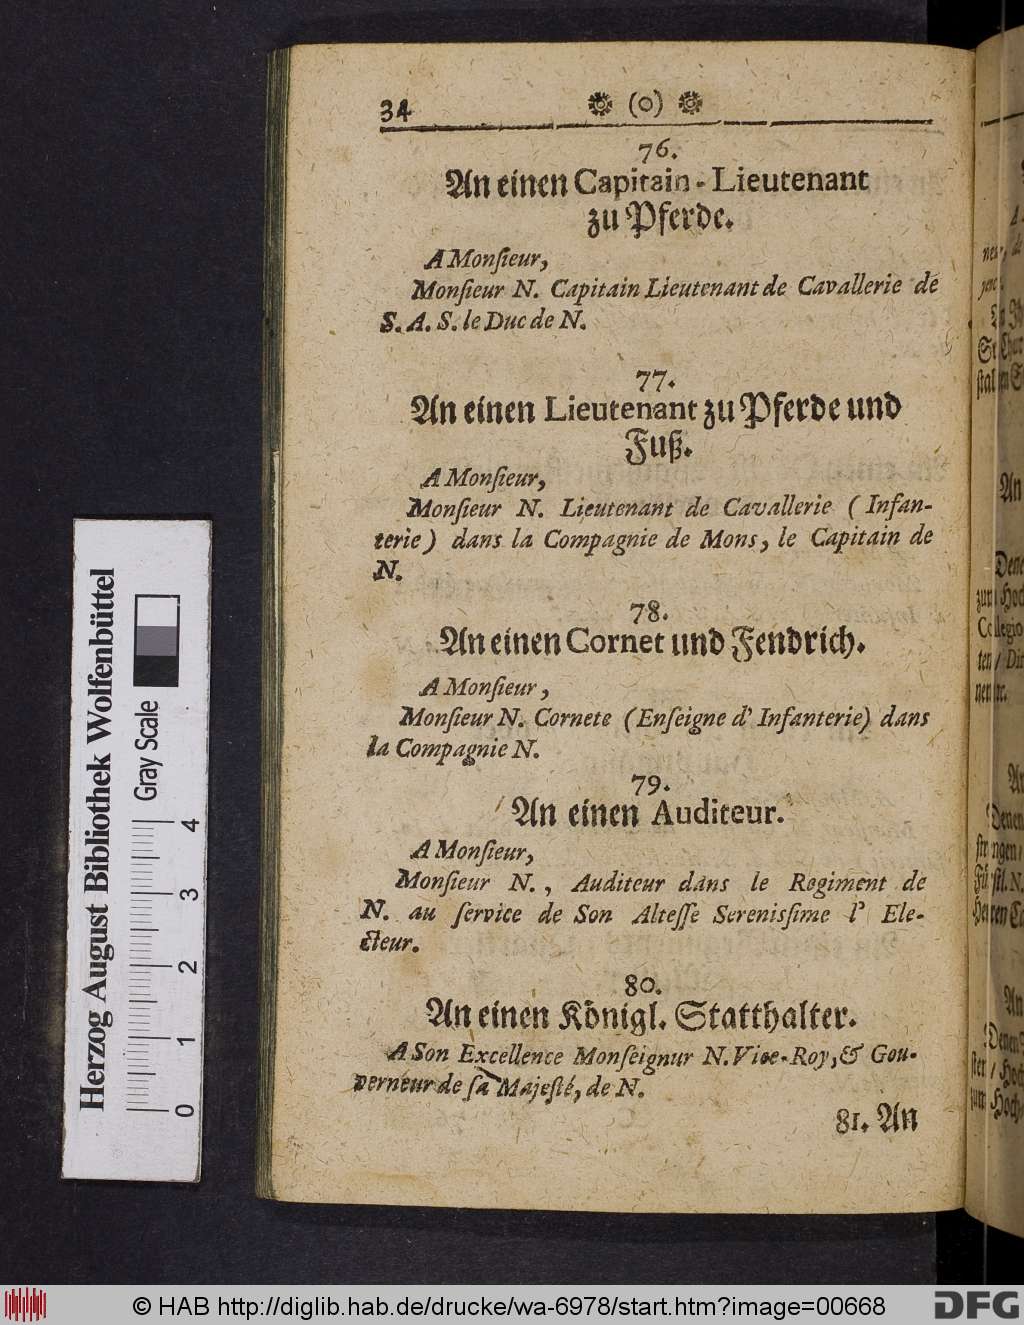 34 (o)
76.
An einen Capitain-Lieutenant
zu Pferde.
A Monſieur,
Monſieur N. Capitain Lieutenant de Cavallerie de
S. A. S. le Duc de N.
77.
An einen Lieutenant zu Pferde und
Fuß.
A Monſieur,
Monſieur N. Lieutenant de Cavallerie (Infan-
terie) dans la Compagnie de Mons, le Capitain de
N.
78.
An einen Cornet und Fendrich.
A Monſieur,
Monſieur N. Cornete (Enſeigne d' Infanterie) dans
la Compagnie N.
79.
An einen Auditeur.
A Monſieur,
Monſieur N., Auditeur dans le Regiment de
N. au ſervice de Son Alteſſe Serenisſime l' Ele-
cteur.
80.
An einen Königl. Statthalter.
A Son Excellence Monſeignur N. Vice-Roy, & Gou-
verneur de ſa Majeſté, de N.
81. An
Herzog August Bibliothek Wolfenbüttel
Gray Scale
0 1 2 3 4
© HAB http://diglib.hab.de/drucke/wa-6978/start.htm?image=00668
DFG